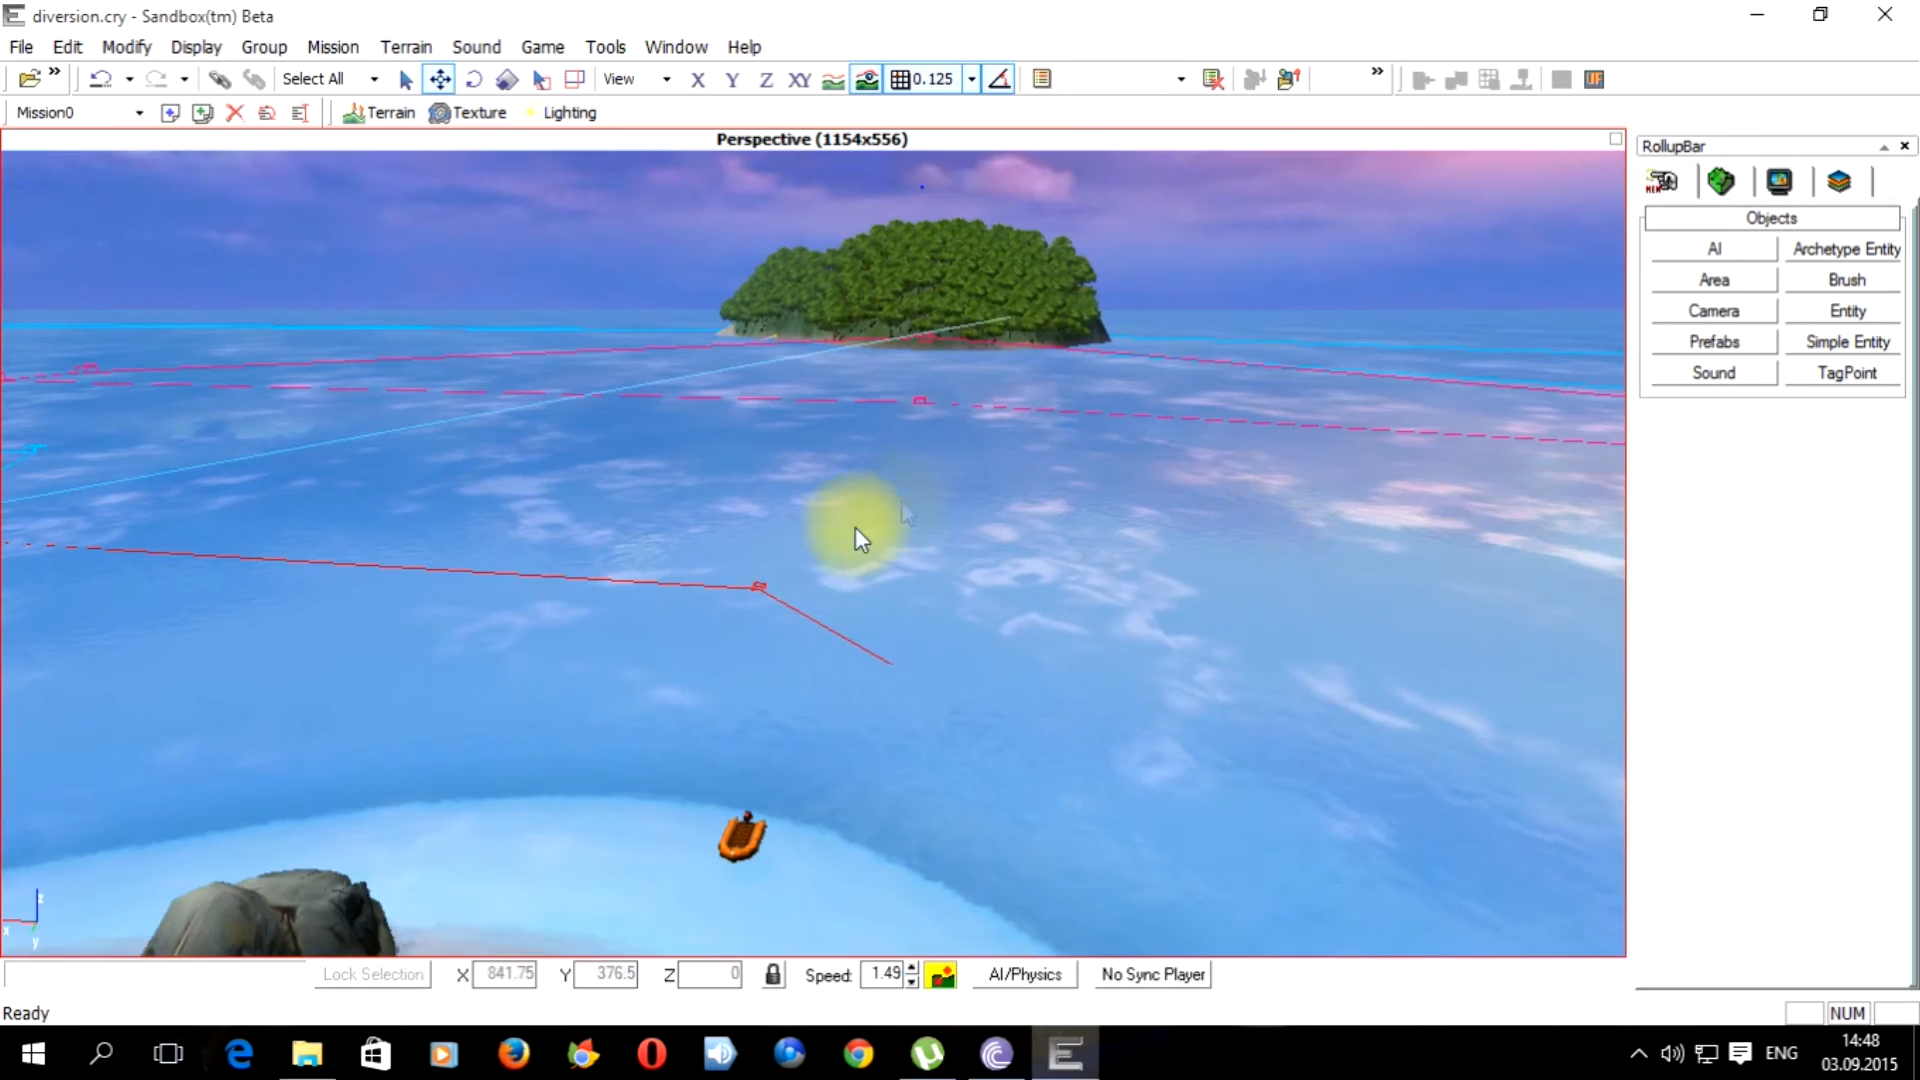 diversion.cry - Sandbox(tm) Beta
File Edit Modify Display Group Mission Terrain Sound Game Tools Window Help
Select All View X Y Z XY 0.125
Mission0 Terrain Texture Lighting
Perspective (1154x556)
RollupBar
NEW
Objects
AI Archetype Entity
Area Brush
Camera Entity
Prefabs Simple Entity
Sound TagPoint
z
x
y
Lock Selection X 841.75 Y 376.5 Z 0 Speed: 1.49 AI/Physics No Sync Player
Ready NUM
ENG 14:48
03.09.2015